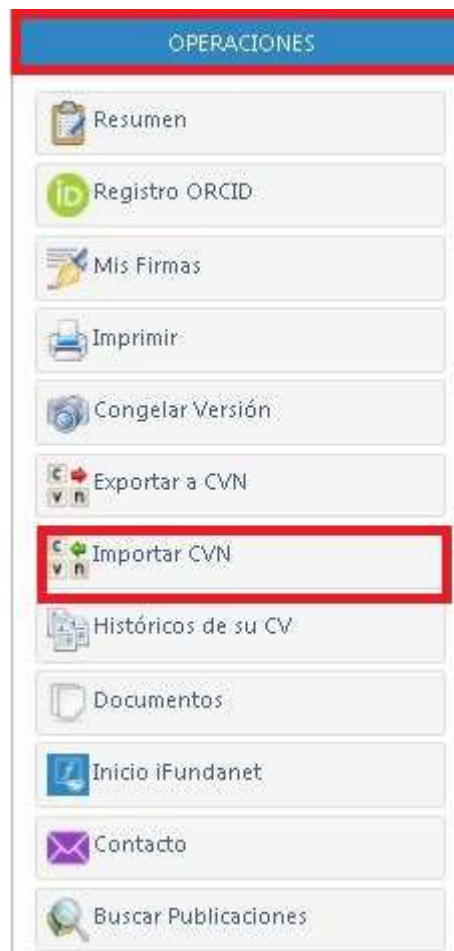 OPERACIONES
Resumen
iD Registro ORCID
Mis Firmas
Imprimir
Congelar Versión
C V n Exportar a CVN
C V n Importar CVN
Históricos de su CV
Documentos
Inicio iFundanet
Contacto
Buscar Publicaciones